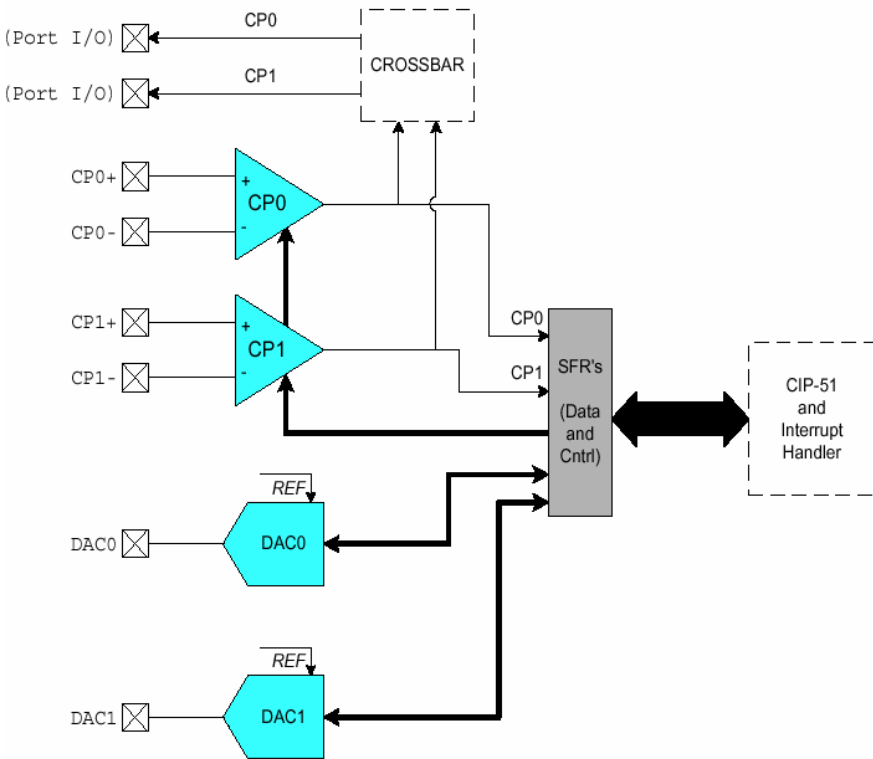 (Port I/O)
CP0
(Port I/O)
CP1
CROSSBAR
CP0+
+
CP0
CP0-
-
CP1+
+
CP1
CP1-
-
CP0
CP1
SFR's
(Data
and
Cntrl)
CIP-51
and
Interrupt
Handler
REF
DAC0
DAC0
REF
DAC1
DAC1